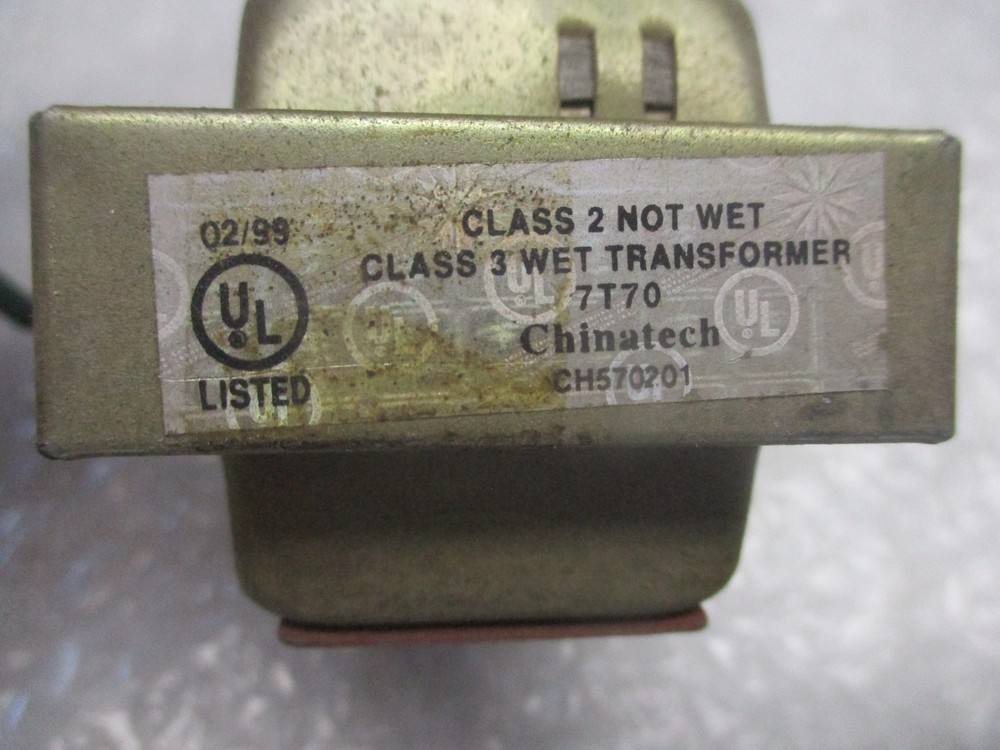 02/99
UL
®
LISTED
CLASS 2 NOT WET
CLASS 3 WET TRANSFORMER
7T70
Chinatech
CH570201